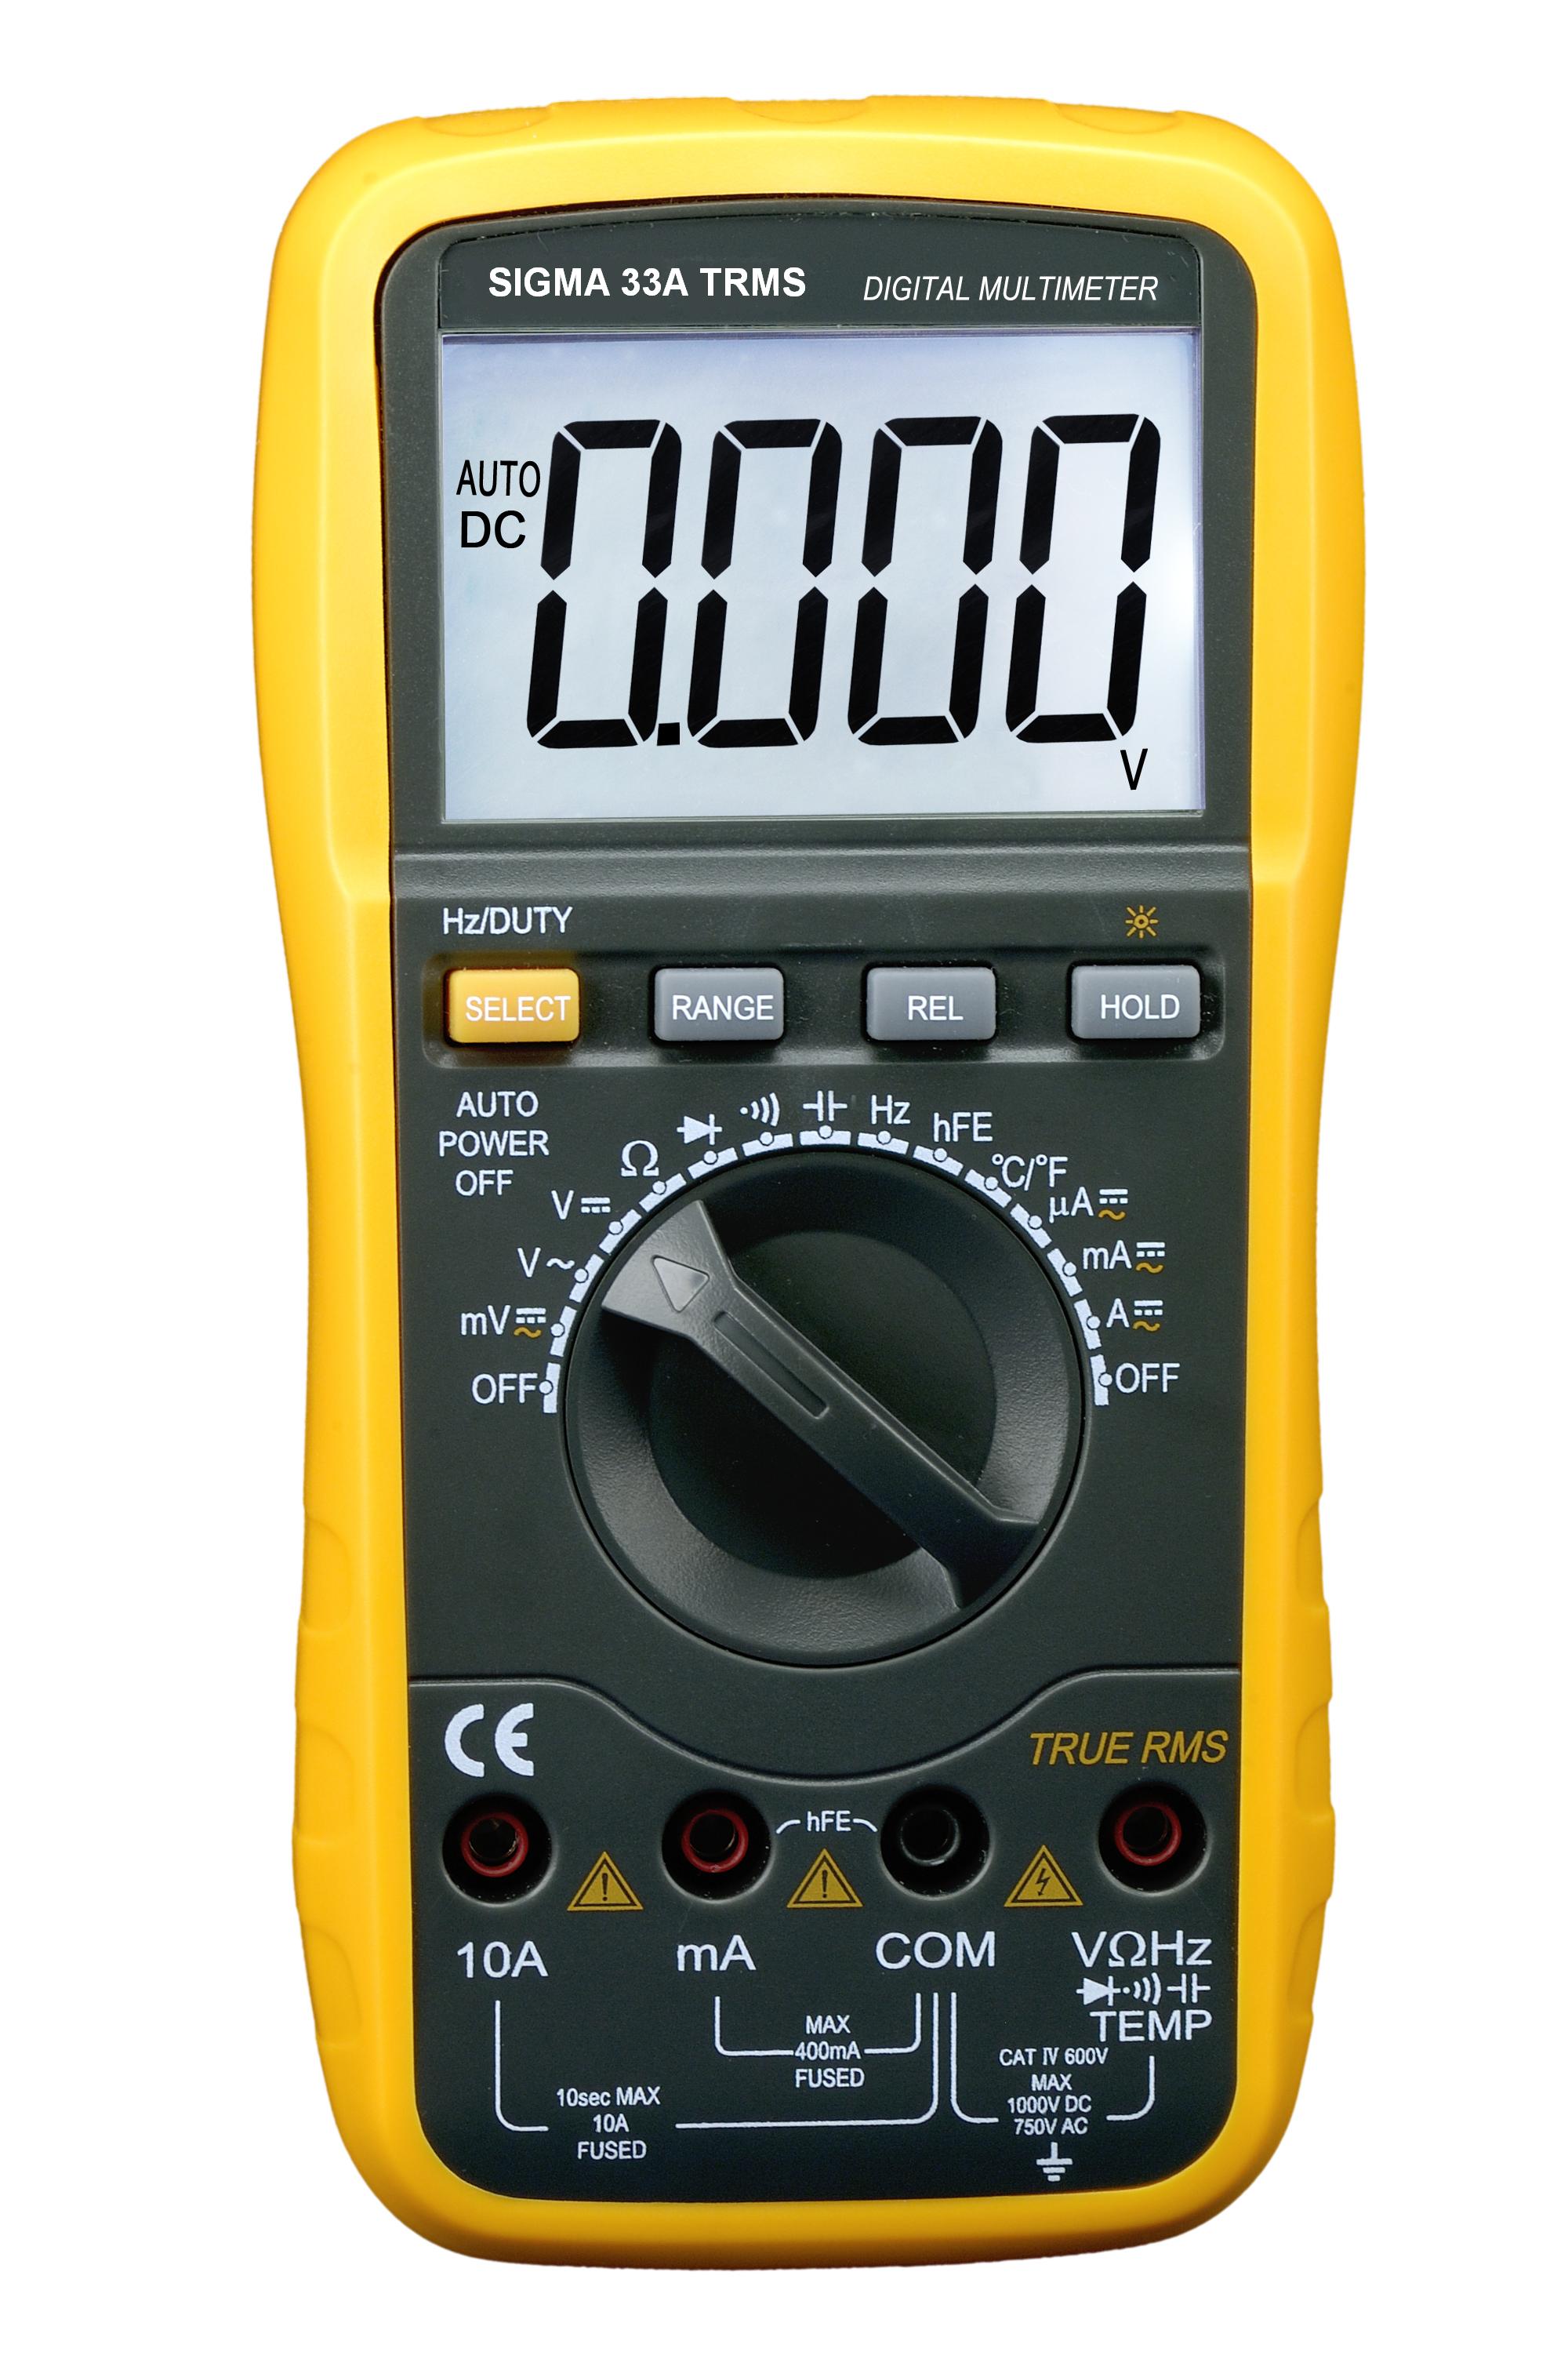 SIGMA 33A TRMS DIGITAL MULTIMETER
AUTO
DC
0.000
V
Hz/DUTY
SELECT RANGE REL HOLD
AUTO
POWER
OFF
OFF
mV
V~
V
Ω
Hz
hFE
°C/°F
µA
mA
A
OFF
CE
TRUE RMS
hFE
10A mA COM VΩHz
TEMP
MAX
400mA
FUSED
10sec MAX
10A
FUSED
CAT IV 600V
MAX
1000V DC
750V AC